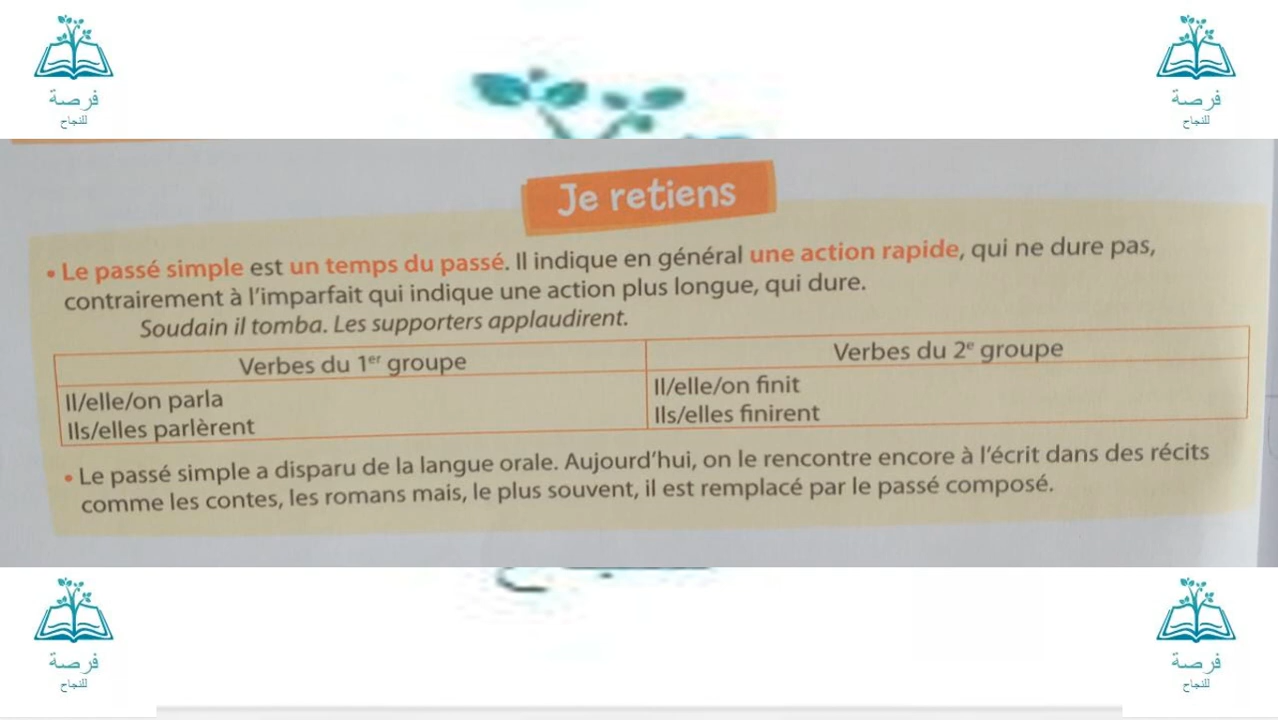 فرصة
للنجاح
فرصة
للنجاح
Je retiens
• Le passé simple est un temps du passé. Il indique en général une action rapide, qui ne dure pas,
contrairement à l'imparfait qui indique une action plus longue, qui dure.
Soudain il tomba. Les supporters applaudirent.
Verbes du 1er groupe
Verbes du 2e groupe
Il/elle/on parla
Ils/elles parlèrent
Il/elle/on finit
Ils/elles finirent
• Le passé simple a disparu de la langue orale. Aujourd'hui, on le rencontre encore à l'écrit dans des récits
comme les contes, les romans mais, le plus souvent, il est remplacé par le passé composé.
فرصة
للنجاح
فرصة
للنجاح